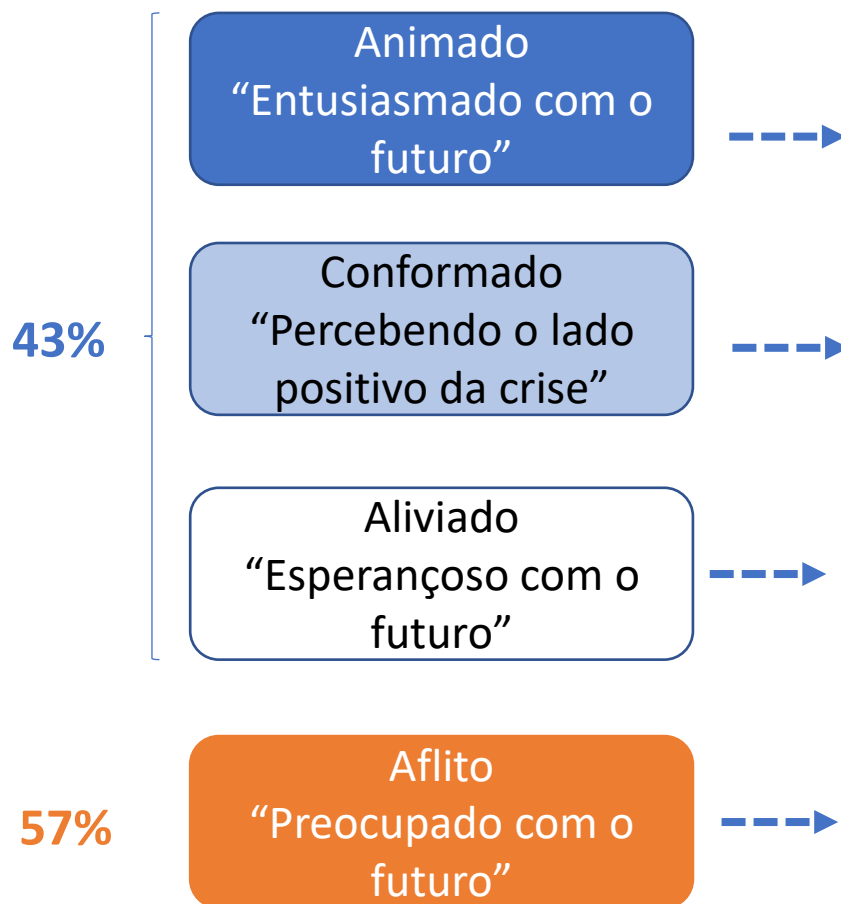 Animado
“Entusiasmado com o
futuro”
43%
Conformado
“Percebendo o lado
positivo da crise”
Aliviado
“Esperançoso com o
futuro”
57%
Aflito
“Preocupado com o
futuro”